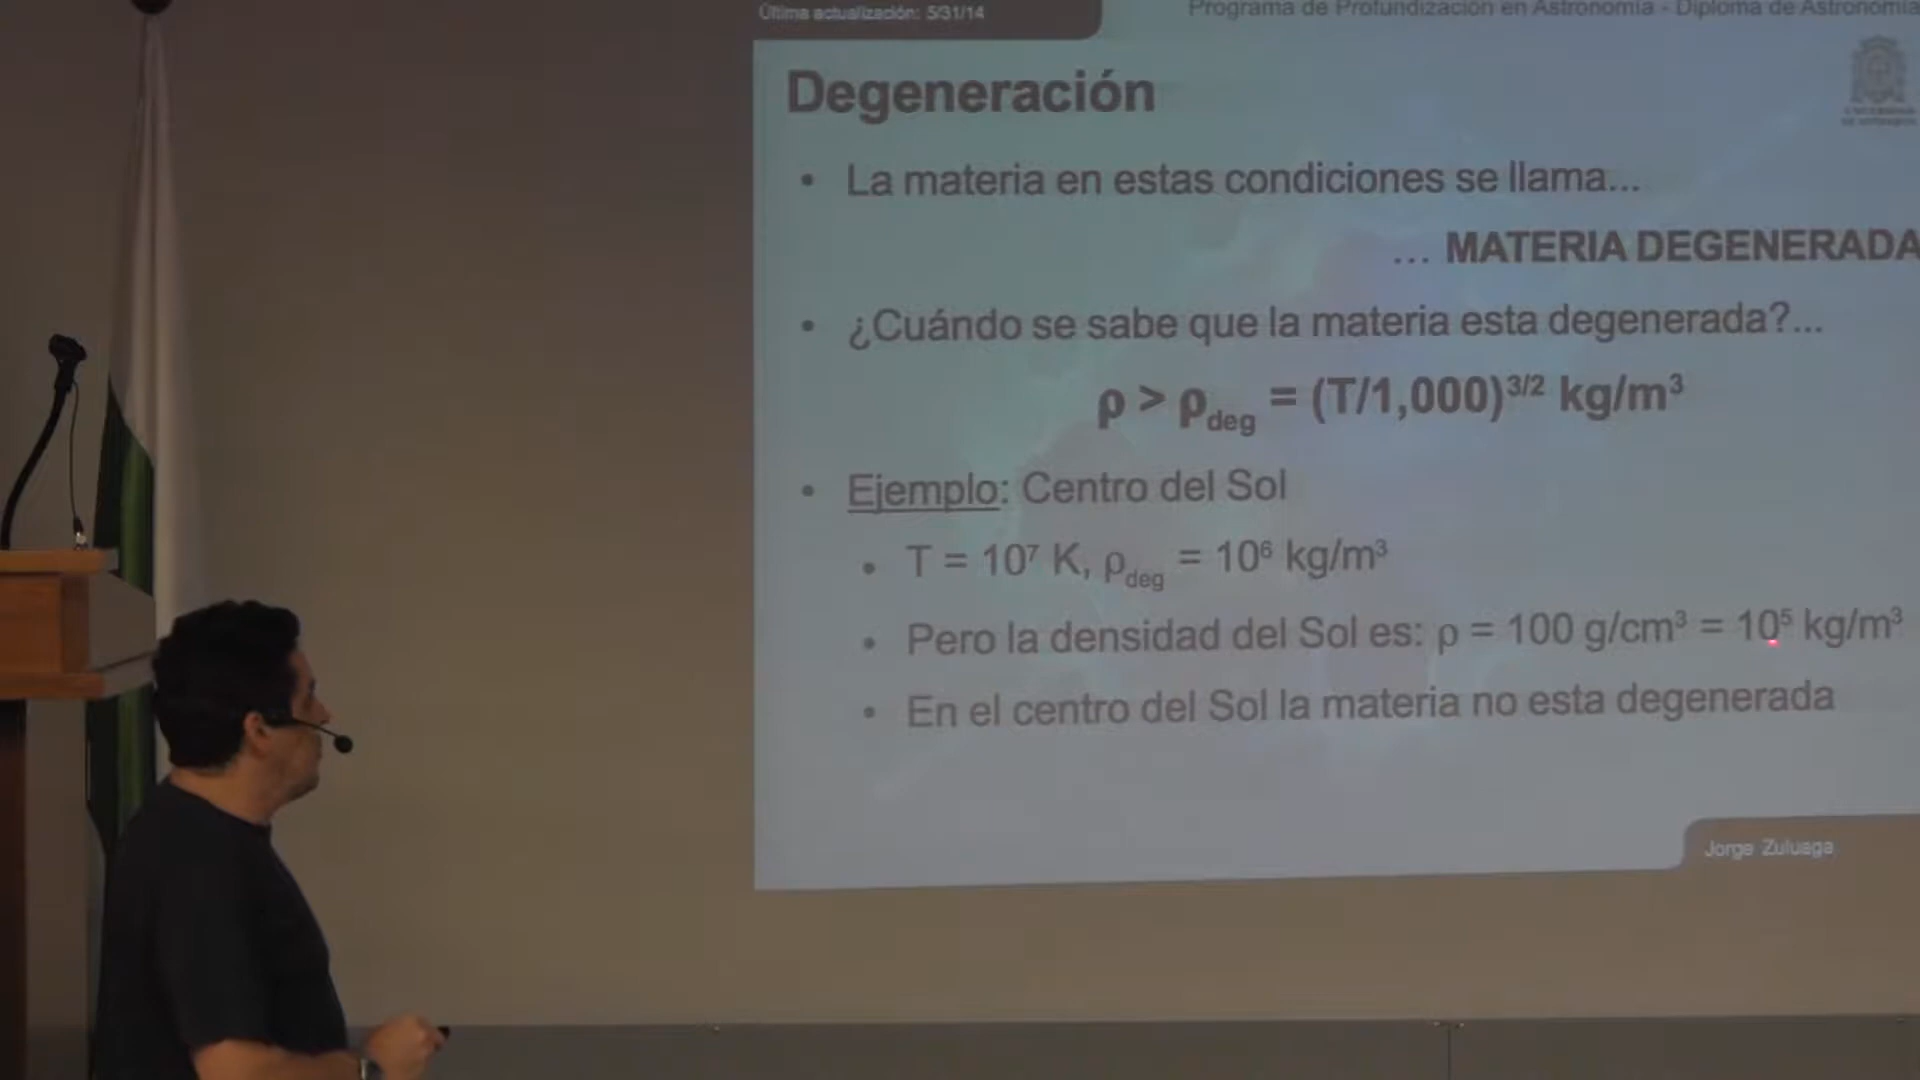 Última actualización: 5/31/14
Programa de Profundización en Astronomía - Diploma de Astronomía
Degeneración
• La materia en estas condiciones se llama...
... MATERIA DEGENERADA
• ¿Cuándo se sabe que la materia esta degenerada?...
ρ > ρdeg = (T/1,000)³ᐟ² kg/m³
• Ejemplo: Centro del Sol
• T = 10⁷ K, ρdeg = 10⁶ kg/m³
• Pero la densidad del Sol es: ρ = 100 g/cm³ = 10⁵ kg/m³
• En el centro del Sol la materia no esta degenerada
Jorge Zuluaga